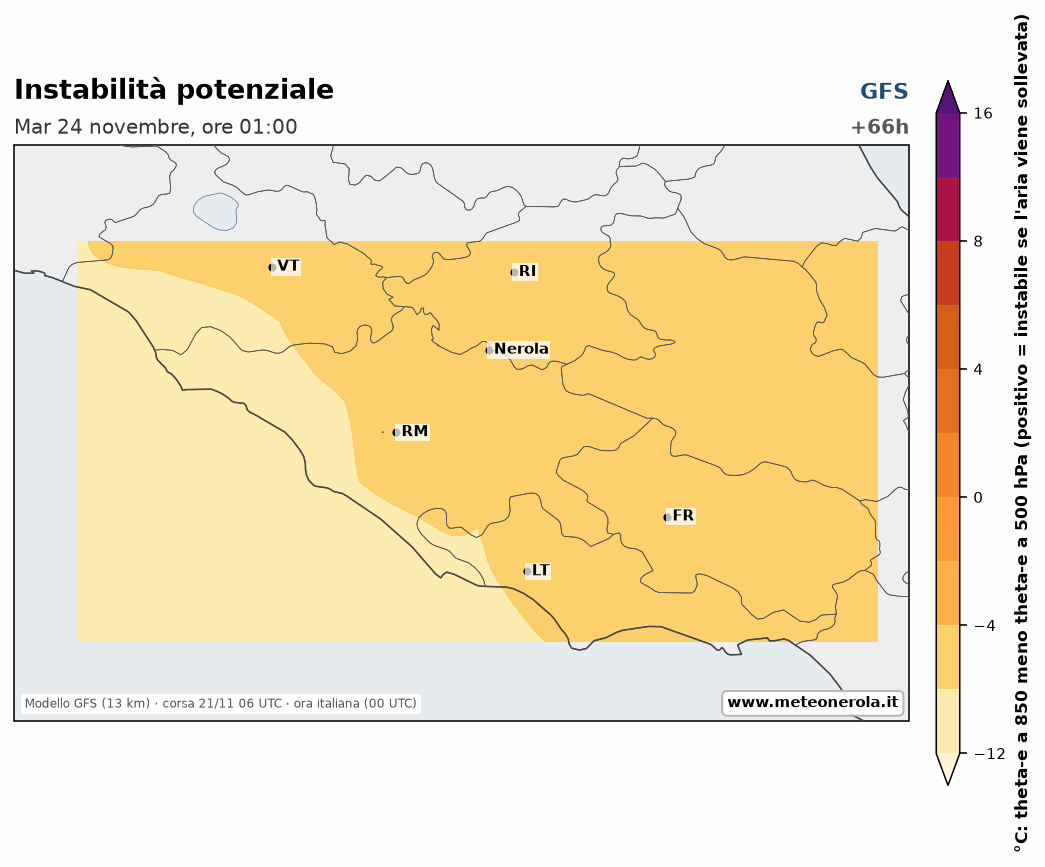 Instabilità potenziale
GFS
Mar 24 novembre, ore 01:00
+66h
VT
RI
Nerola
RM
FR
LT
Modello GFS (13 km) · corsa 21/11 06 UTC · ora italiana (00 UTC)
www.meteonerola.it
16
8
4
0
−4
−12
°C: theta-e a 850 meno theta-e a 500 hPa (positivo = instabile se l'aria viene sollevata)